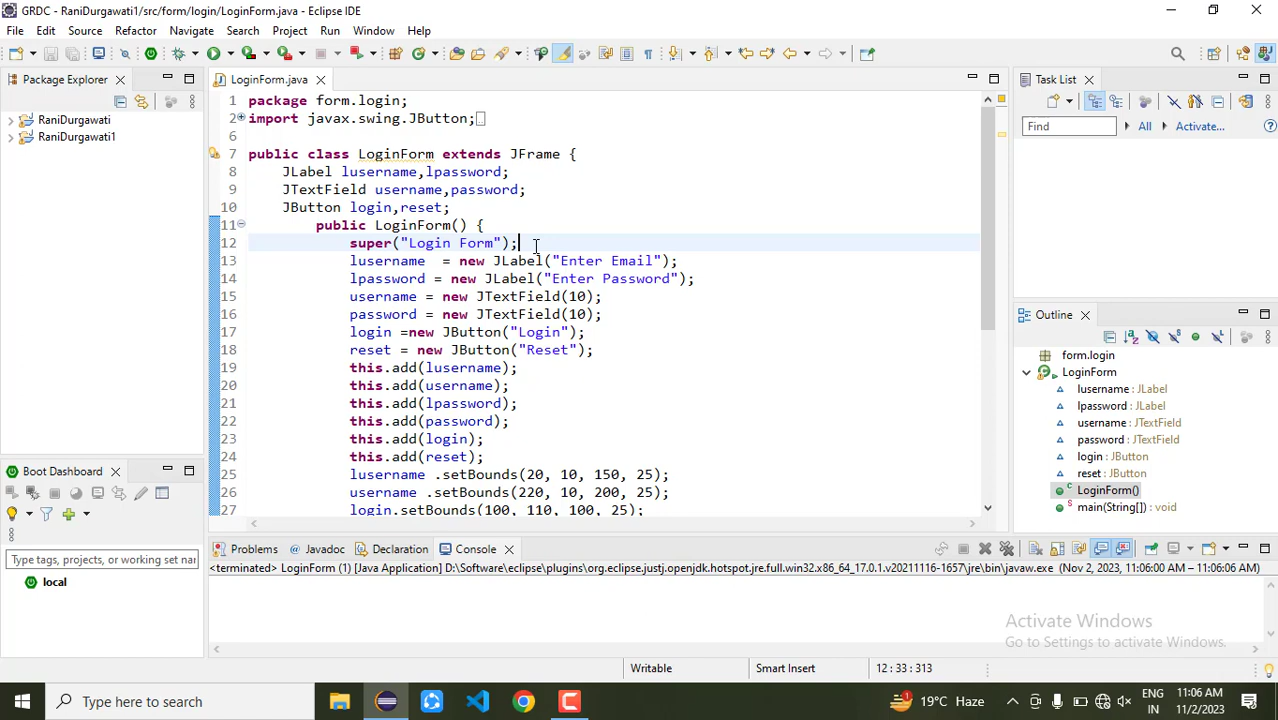 GRDC - RaniDurgawati1/src/form/login/LoginForm.java - Eclipse IDE
File Edit Source Refactor Navigate Search Project Run Window Help
Package Explorer
RaniDurgawati
RaniDurgawati1
LoginForm.java
1 package form.login;
2 import javax.swing.JButton;
6
7 public class LoginForm extends JFrame {
8 JLabel lusername,lpassword;
9 JTextField username,password;
10 JButton login,reset;
11 public LoginForm() {
12 super("Login Form");
13 lusername  = new JLabel("Enter Email");
14 lpassword = new JLabel("Enter Password");
15 username = new JTextField(10);
16 password = new JTextField(10);
17 login =new JButton("Login");
18 reset = new JButton("Reset");
19 this.add(lusername);
20 this.add(username);
21 this.add(lpassword);
22 this.add(password);
23 this.add(login);
24 this.add(reset);
25 lusername .setBounds(20, 10, 150, 25);
26 username .setBounds(220, 10, 200, 25);
27 login.setBounds(100, 110, 100, 25);
Task List
Find All Activate...
Outline
form.login
LoginForm
lusername : JLabel
lpassword : JLabel
username : JTextField
password : JTextField
login : JButton
reset : JButton
LoginForm()
main(String[]) : void
Boot Dashboard
Type tags, projects, or working set nar
local
Problems Javadoc Declaration Console
<terminated> LoginForm (1) [Java Application] D:\Software\eclipse\plugins\org.eclipse.justj.openjdk.hotspot.jre.full.win32.x86_64_17.0.1.v20211116-1657\jre\bin\javaw.exe (Nov 2, 2023, 11:06:00 AM – 11:06:06 AM)
Activate Windows
Go to Settings to activate Windows.
Writable Smart Insert 12 : 33 : 313
Type here to search
1
19°C Haze
ENG
IN
11:06 AM
11/2/2023